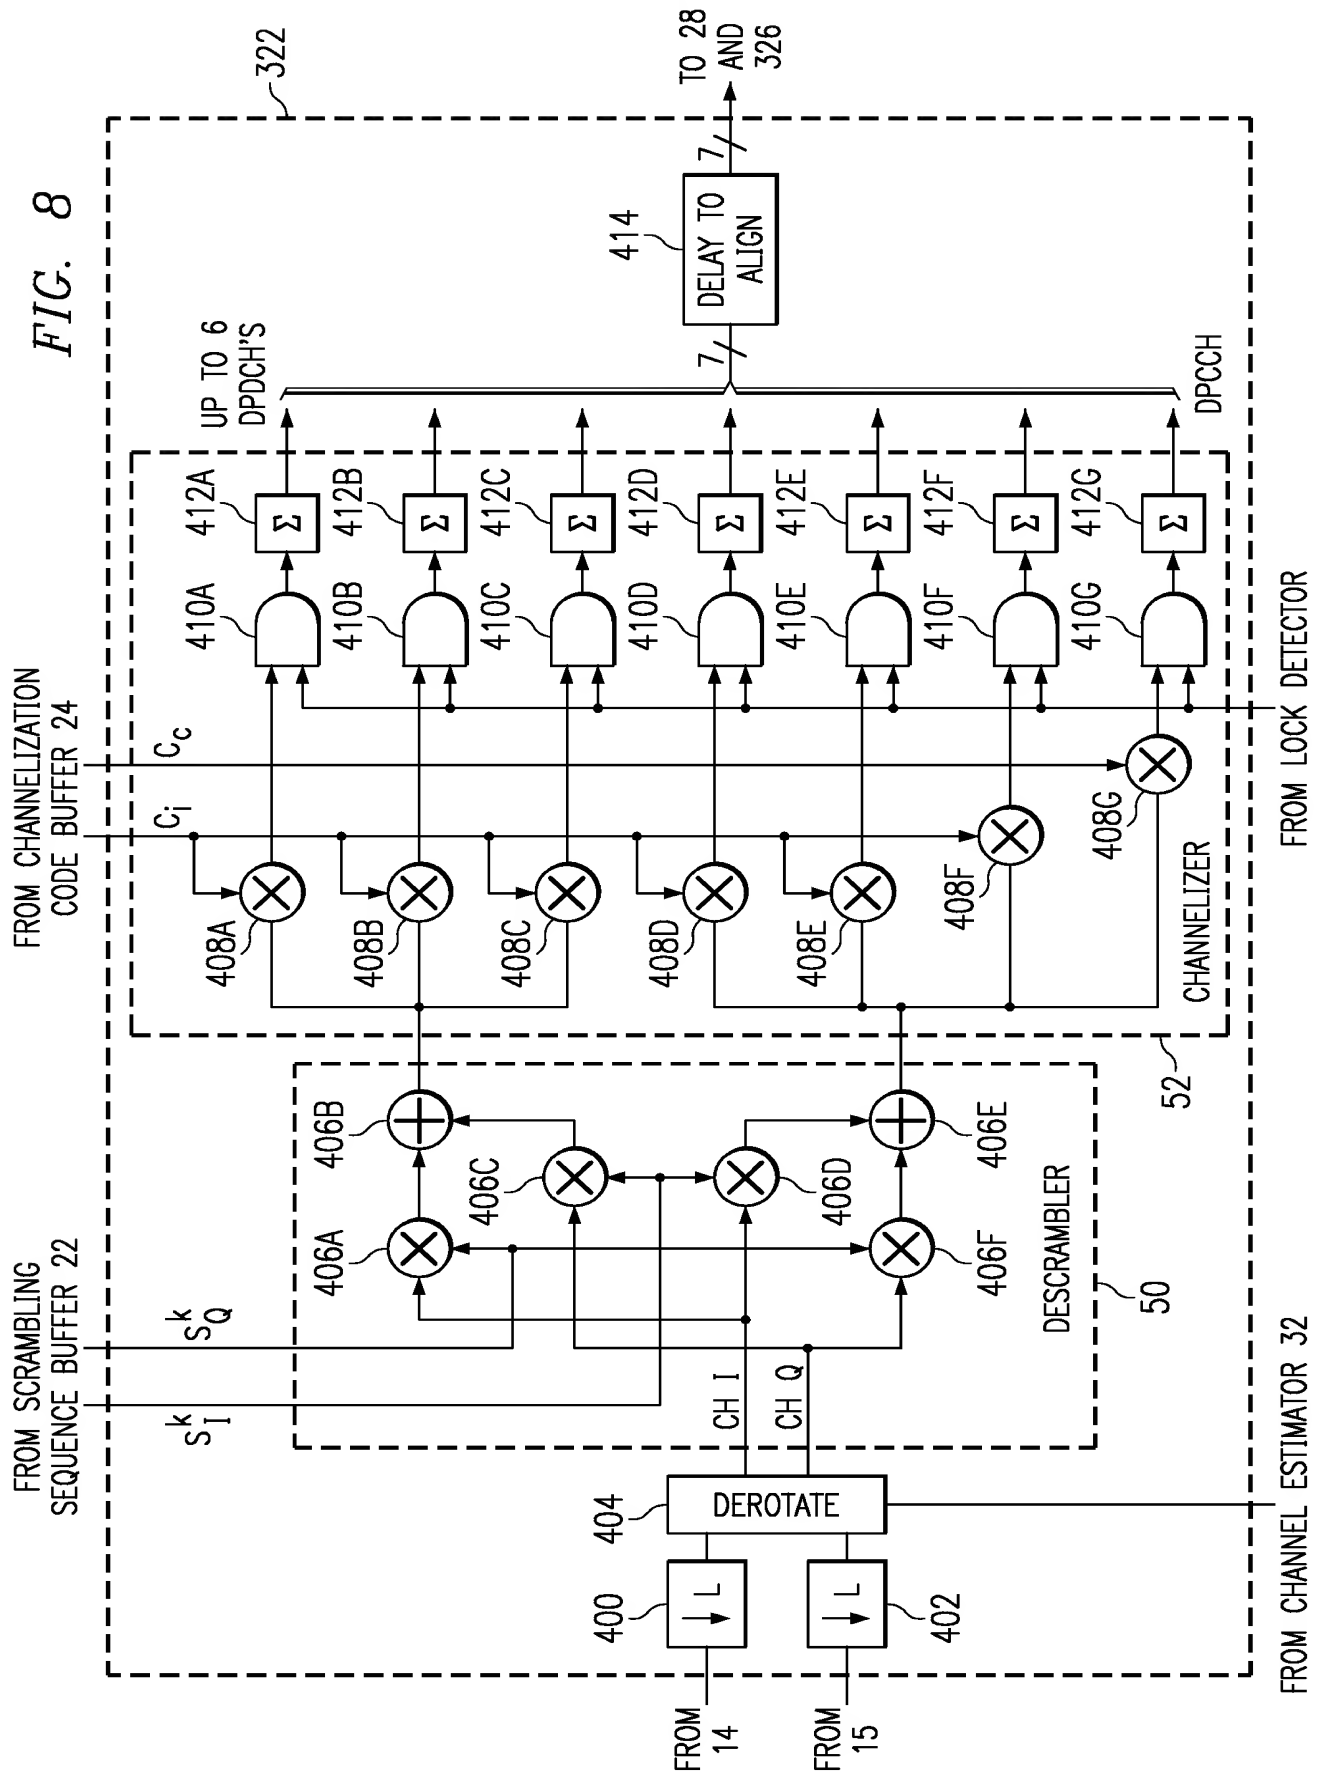 FIG. 8
322
FROM SCRAMBLING
SEQUENCE BUFFER 22
FROM CHANNELIZATION
CODE BUFFER 24
S^k_I
S^k_Q
C_i
C_c
UP TO 6
DPDCH'S
408A
410A
412A
406A
406B
408B
410B
412B
Σ
Σ
406C
408C
410C
412C
Σ
414
TO 28
AND
326
400
404
408D
410D
412D
Σ
7
DELAY TO
ALIGN
7
FROM
14
↓ L
DEROTATE
CH I
CH Q
FROM
15
↓ L
402
406D
408E
410E
412E
Σ
406F
406E
408F
410F
412F
Σ
DESCRAMBLER
50
408G
410G
412G
Σ
52
CHANNELIZER
DPCCH
FROM CHANNEL ESTIMATOR 32
FROM LOCK DETECTOR
Σ